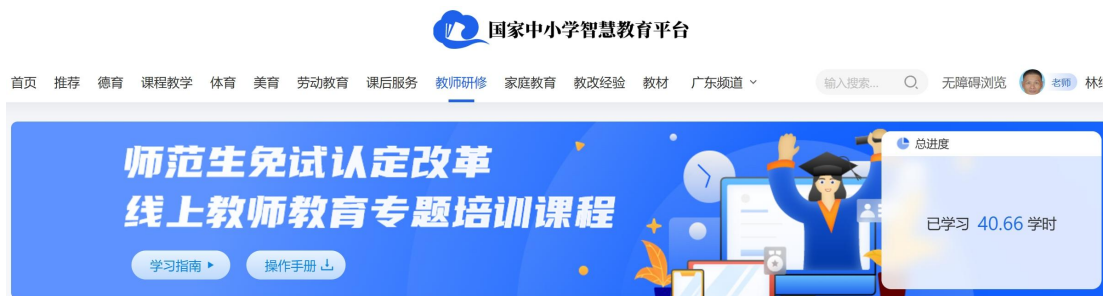 国家中小学智慧教育平台
首页 推荐 德育 课程教学 体育 美育 劳动教育 课后服务 教师研修 家庭教育 教改经验 教材 广东频道 输入搜索... 无障碍浏览 老师 林
师范生免试认定改革
线上教师教育专题培训课程
学习指南 操作手册
总进度
已学习 40.66 学时